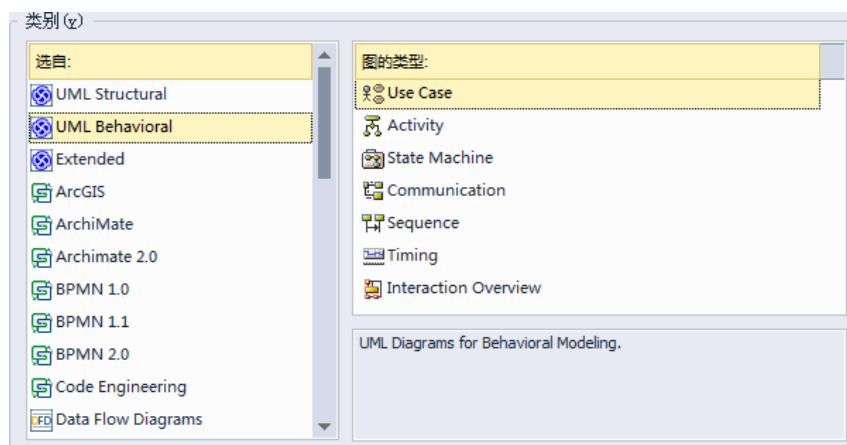 类别(y)
选自:
UML Structural
UML Behavioral
Extended
ArcGIS
ArchiMate
Archimate 2.0
BPMN 1.0
BPMN 1.1
BPMN 2.0
Code Engineering
DFD Data Flow Diagrams
图的类型:
Use Case
Activity
State Machine
Communication
Sequence
Timing
Interaction Overview
UML Diagrams for Behavioral Modeling.